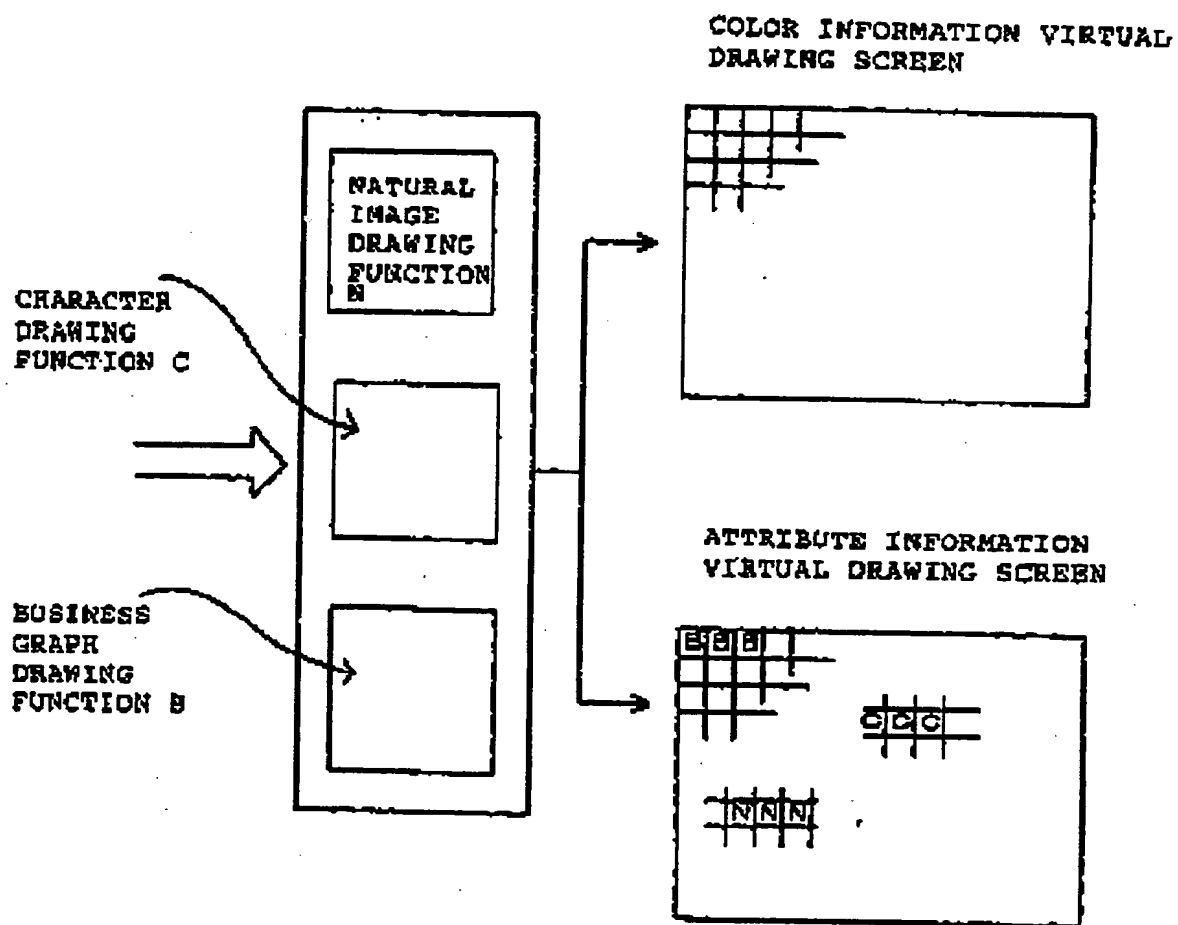 COLOR INFORMATION VIRTUAL
DRAWING SCREEN
NATURAL
IMAGE
DRAWING
FUNCTION
N
CHARACTER
DRAWING
FUNCTION C
BUSINESS
GRAPH
DRAWING
FUNCTION B
ATTRIBUTE INFORMATION
VIRTUAL DRAWING SCREEN
B B B
C C C
N N N